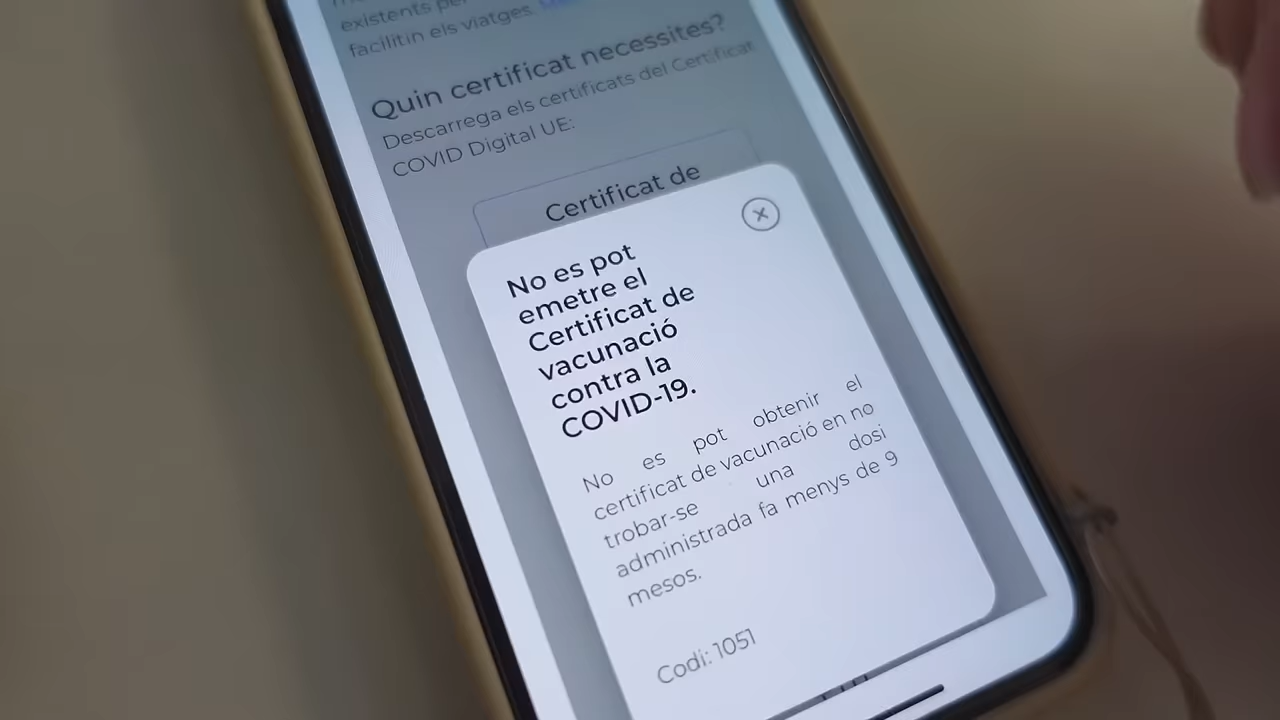 existents per
facilitin els viatges.
Quin certificat necessites?
Descarrega els certificats del Certificat
COVID Digital UE:
Certificat de
No es pot
emetre el
Certificat de
vacunació
contra la
COVID-19.
No es pot obtenir el
certificat de vacunació en no
trobar-se una dosi
administrada fa menys de 9
mesos.
Codi: 1051